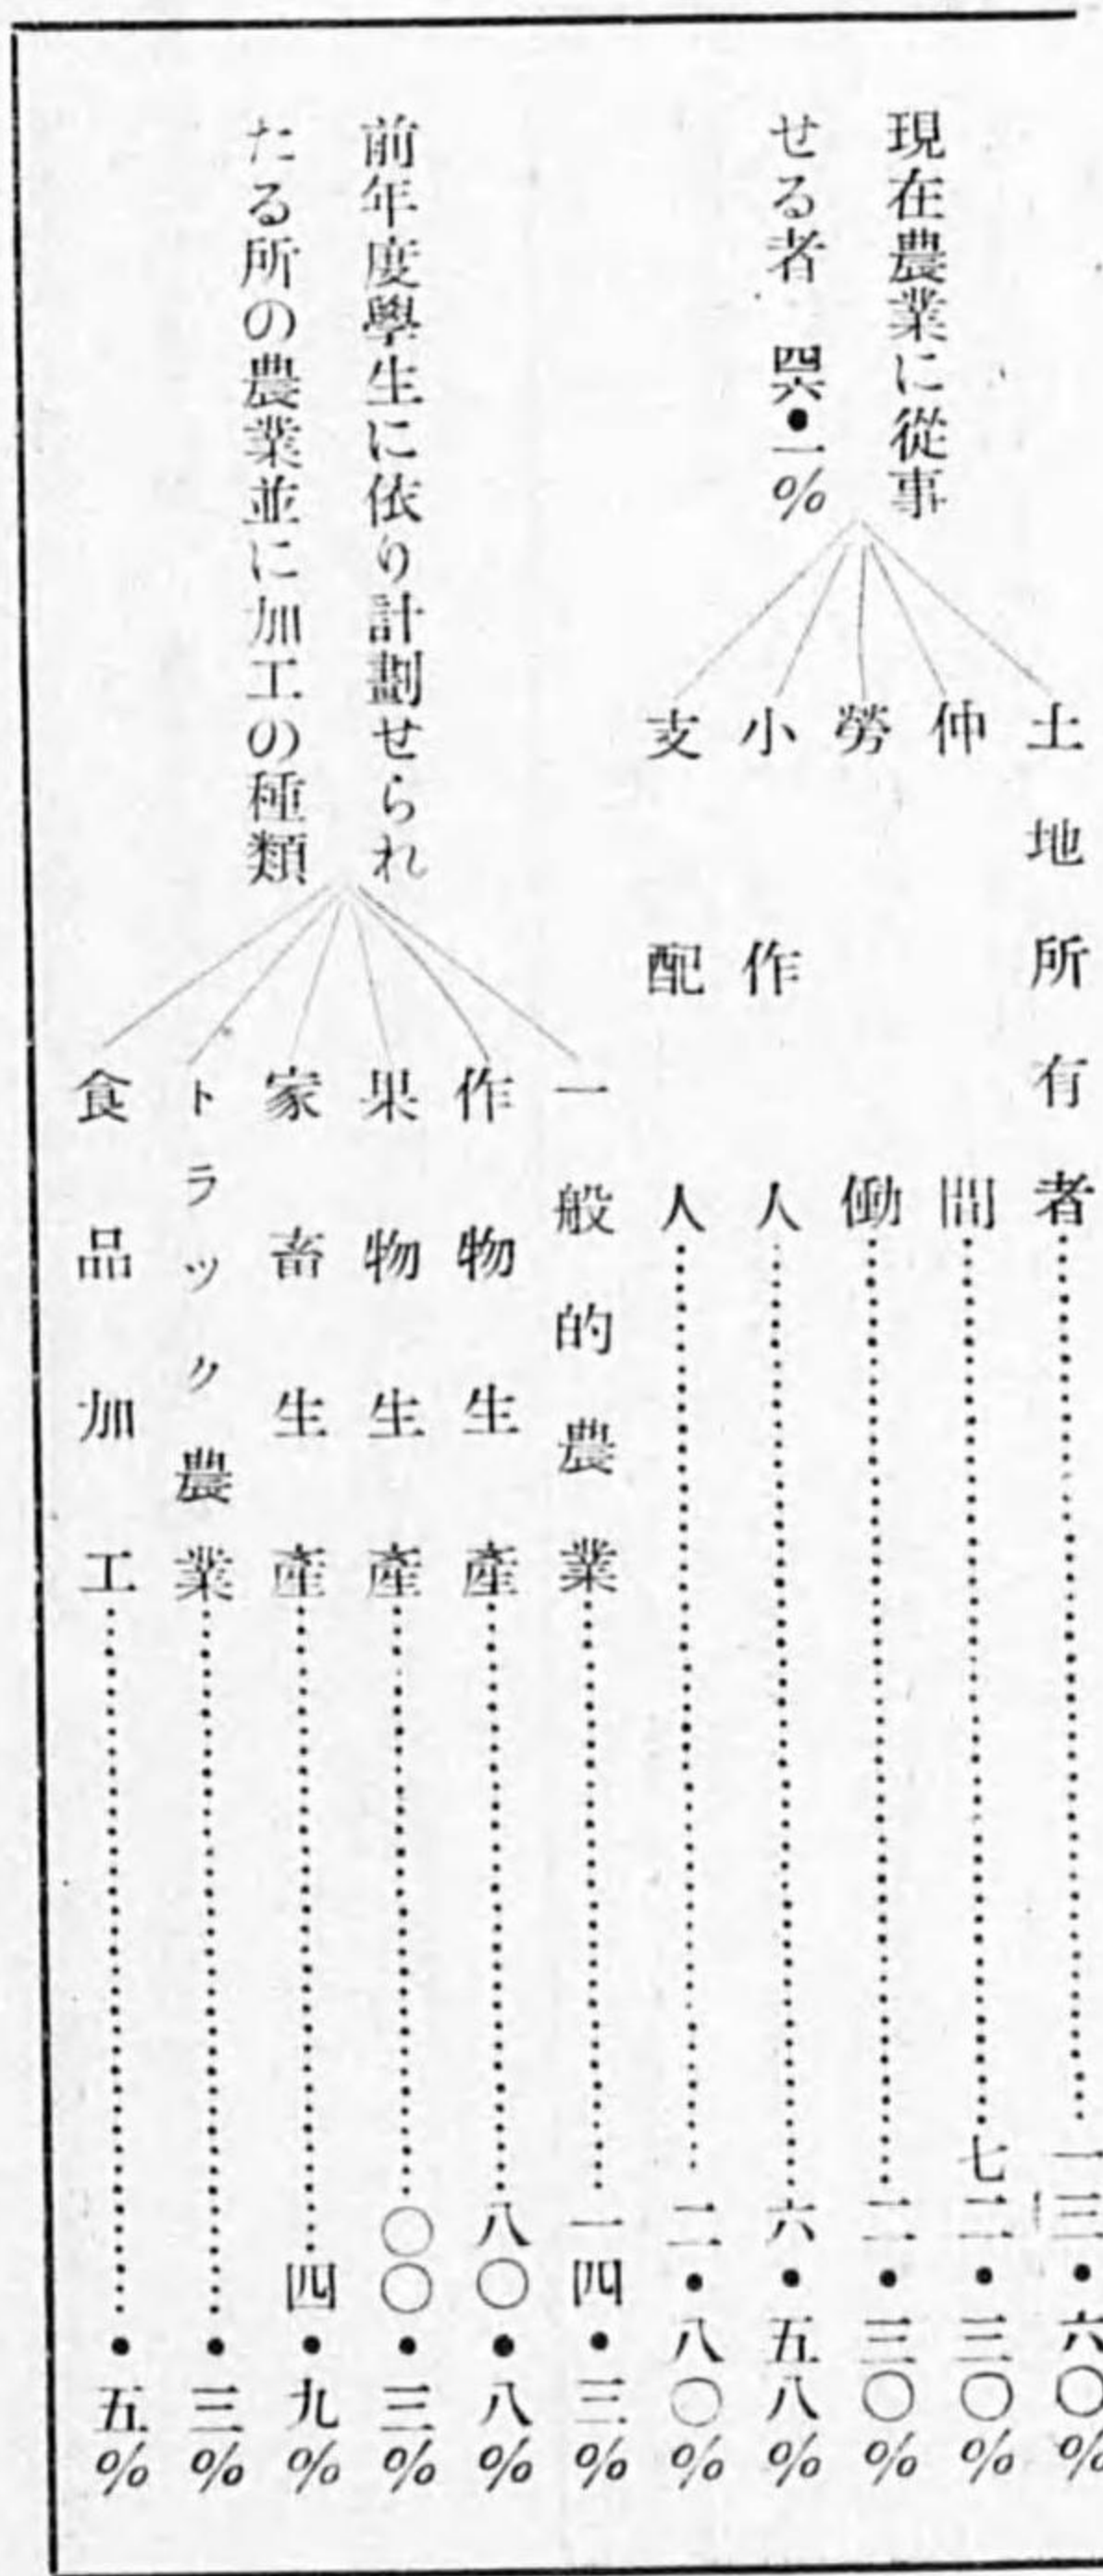 現在農業に從事
せる者 四六・一%
土地所有者……一三・六〇%
仲間……七二・三〇%
勞働……二・三〇%
小作人……六・五八%
支配人……二・八〇%
前年度學生に依り計劃せられ
たる所の農業並に加工の種類
一般的農業……一四・三%
作物生產……八〇・八%
果物生產……〇〇・三%
家畜生產……四・九%
トラック農業……・三%
食品加工……・五%